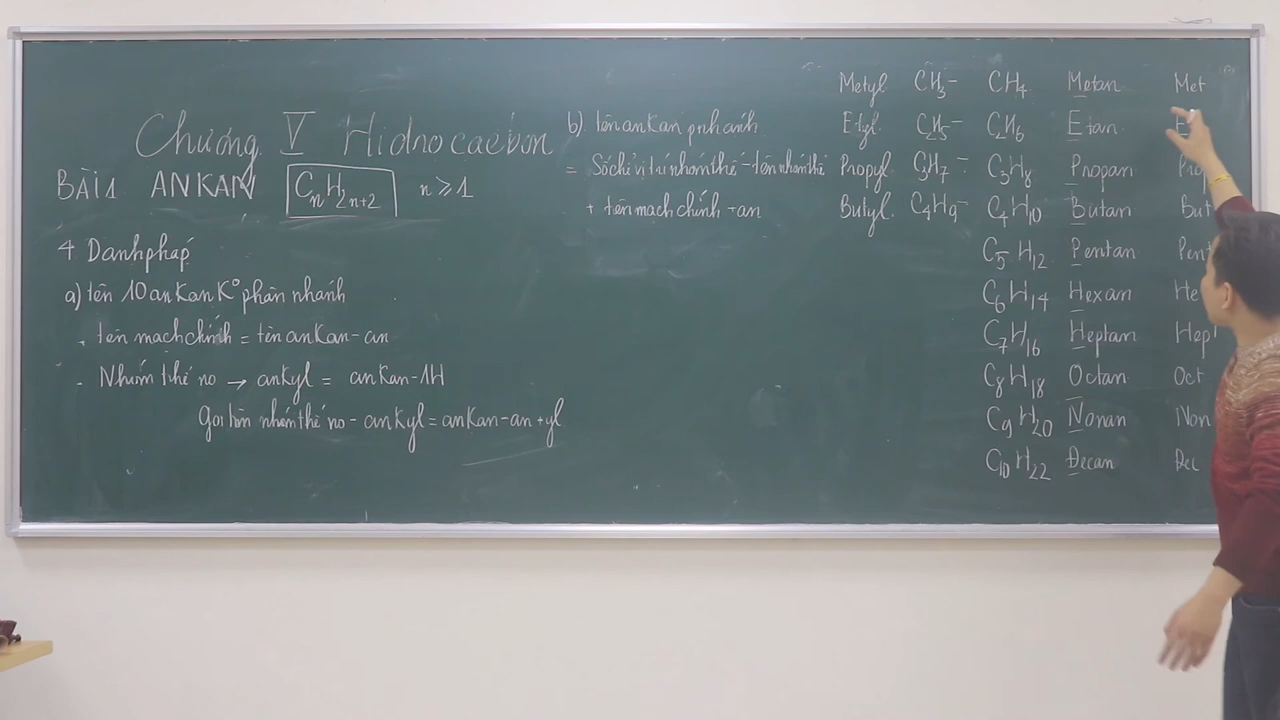 Chương V Hidrocacbon
BÀI 1 ANKAN CnH2n+2 n ≥ 1
4 Danh pháp
a) tên 10 ankan K° phân nhánh
. tên mạch chính = tên ankan - an
. Nhóm thế no → ankyl = ankan - 1H
Gọi tên nhóm thế no - ankyl = ankan - an + yl
b) tên ankan p nhánh
= Số chỉ vị trí nhóm thế - tên nhóm thế
+ tên mạch chính + an
Metyl CH3- CH4 Metan Met
Etyl C2H5- C2H6 Etan E
Propyl C3H7- C3H8 Propan Prop
Butyl C4H9- C4H10 Butan But
C5H12 Pentan Pent
C6H14 Hexan He
C7H16 Heptan Hep
C8H18 Octan Oct
C9H20 Nonan Non
C10H22 Đecan Đec